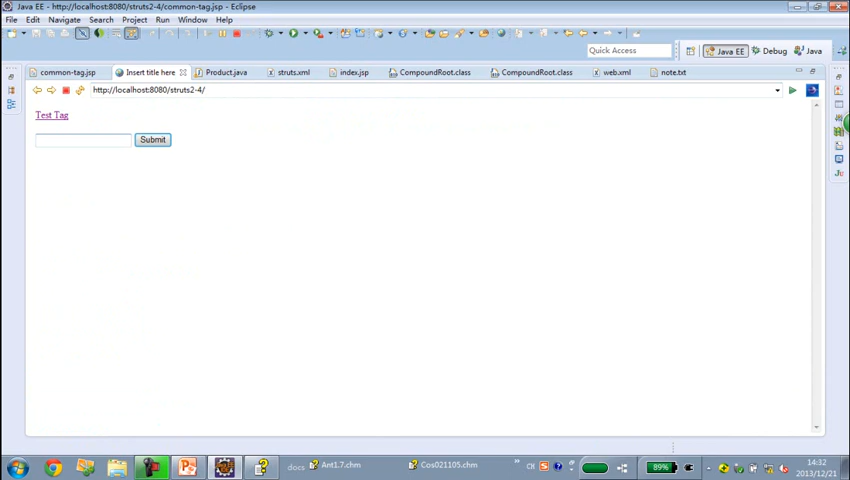 Java EE - http://localhost:8080/struts2-4/common-tag.jsp - Eclipse
File Edit Navigate Search Project Run Window Help
Quick Access Java EE Debug Java
common-tag.jsp Insert title here Product.java struts.xml index.jsp CompoundRoot.class CompoundRoot.class web.xml note.txt
http://localhost:8080/struts2-4/
Test Tag
Submit
docs Ant1.7.chm Cos021105.chm » CH 89% 14:32
2013/12/21